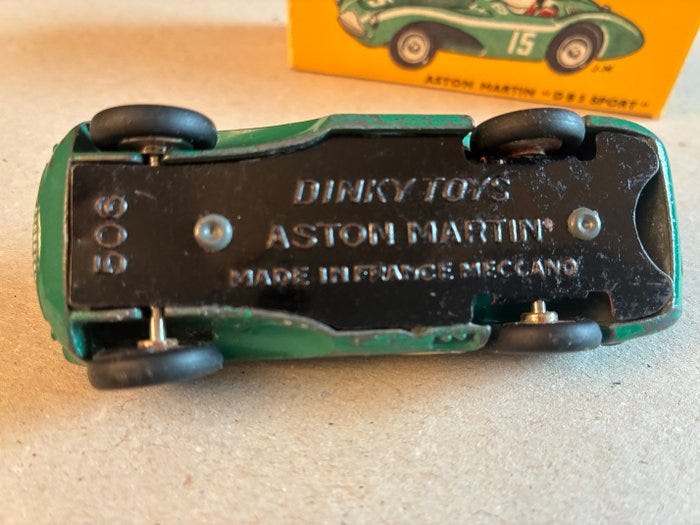 15
J.M
ASTON MARTIN "DB3 SPORT"
506
DINKY TOYS
ASTON MARTIN
MADE IN FRANCE MECCANO